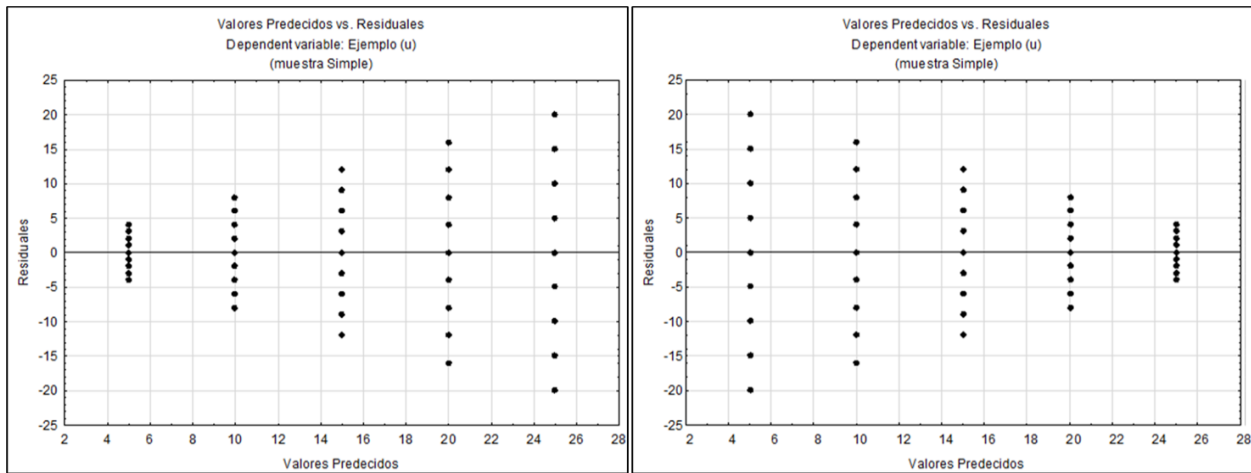 Valores Predecidos vs. Residuales
Dependent variable: Ejemplo (u)
(muestra Simple)
25
20
15
10
5
0
-5
-10
-15
-20
-25
Residuales
2 4 6 8 10 12 14 16 18 20 22 24 26 28
Valores Predecidos
Valores Predecidos vs. Residuales
Dependent variable: Ejemplo (u)
(muestra Simple)
25
20
15
10
5
0
-5
-10
-15
-20
-25
Residuales
2 4 6 8 10 12 14 16 18 20 22 24 26 28
Valores Predecidos